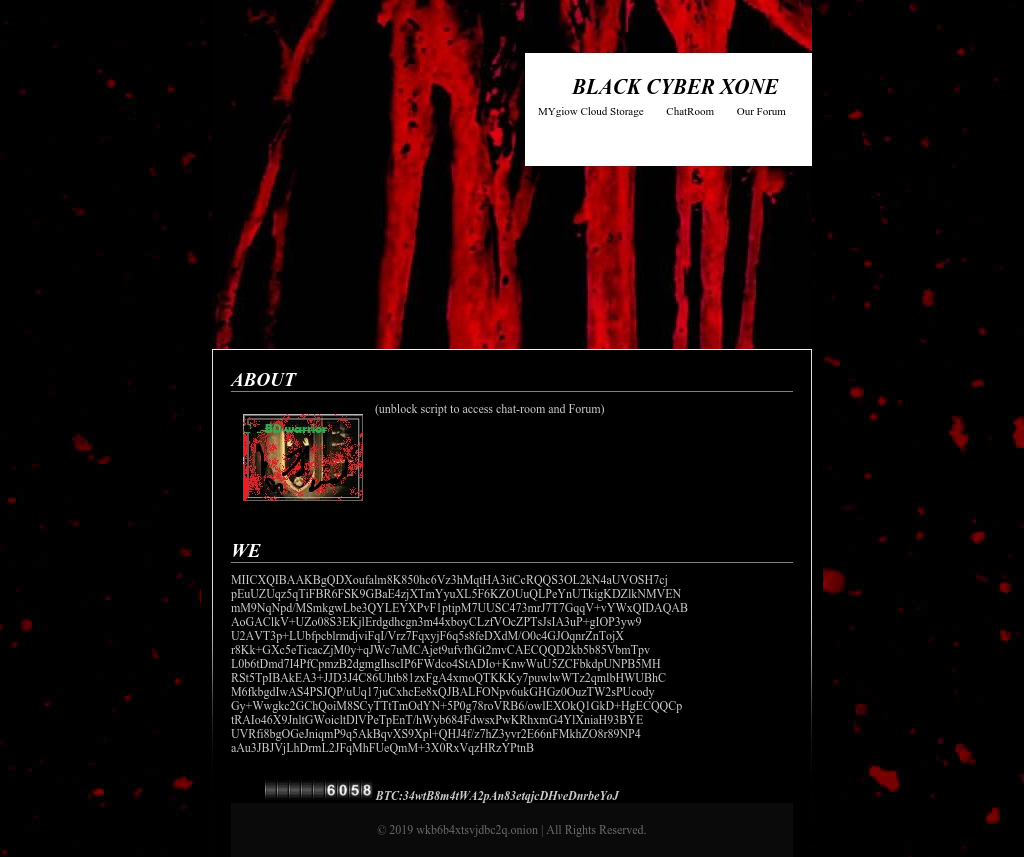 BLACK CYBER XONE
MYgiow Cloud Storage ChatRoom Our Forum
ABOUT
(unblock script to access chat-room and Forum)
BD warrior
WE
MIICXQIBAAKBgQDXoufalm8K850hc6Vz3hMqtHA3itCcRQQS3OL2kN4aUVOSH7cj
pEuUZUqz5qTiFBR6FSK9GBaE4zjXTmYyuXL5F6KZOUuQLPeYnUTkigKDZlkNMVEN
mM9NqNpd/MSmkgwLbe3QYLEYXPvF1ptipM7UUSC473mrJ7T7GqqV+vYWxQIDAQAB
AoGAClkV+UZo08S3EKjlErdgdhcgn3m44xboyCLzfVOcZPTsJsIA3uP+gIOP3yw9
U2AVT3p+LUbfpcblrmdjviFqI/Vrz7FqxyjF6q5s8feDXdM/O0c4GJOqnrZnTojX
r8Kk+GXc5eTicacZjM0y+qJWc7uMCAjet9ufvfhGt2mvCAECQQD2kb5b85VbmTpv
L0b6tDmd7I4PfCpmzB2dgmgIhscIP6FWdco4StADIo+KnwWuU5ZCFbkdpUNPB5MH
RSt5TpIBAkEA3+JJD3J4C86Uhtb81zxFgA4xmoQTKKKy7puwlwWTz2qmlbHWUBhC
M6fkbgdIwAS4PSJQP/uUq17juCxhcEe8xQJBALFONpv6ukGHGz0OuzTW2sPUcody
Gy+Wwgkc2GChQoiM8SCyTTtTmOdYN+5P0g78roVRB6/owlEXOkQ1GkD+HgECQQCp
tRAIo46X9JnltGWoicltDlVPeTpEnT/hWyb684FdwsxPwKRhxmG4YlXniaH93BYE
UVRfi8bgOGeJniqmP9q5AkBqvXS9Xpl+QHJ4f/z7hZ3yvr2E66nFMkhZO8r89NP4
aAu3JBJVjLhDrmL2JFqMhFUeQmM+3X0RxVqzHRzYPtnB
6058 BTC:34wtB8m4tWA2pAn83etqjcDHveDnrbeYoJ
© 2019 wkb6b4xtsvjdbc2q.onion | All Rights Reserved.